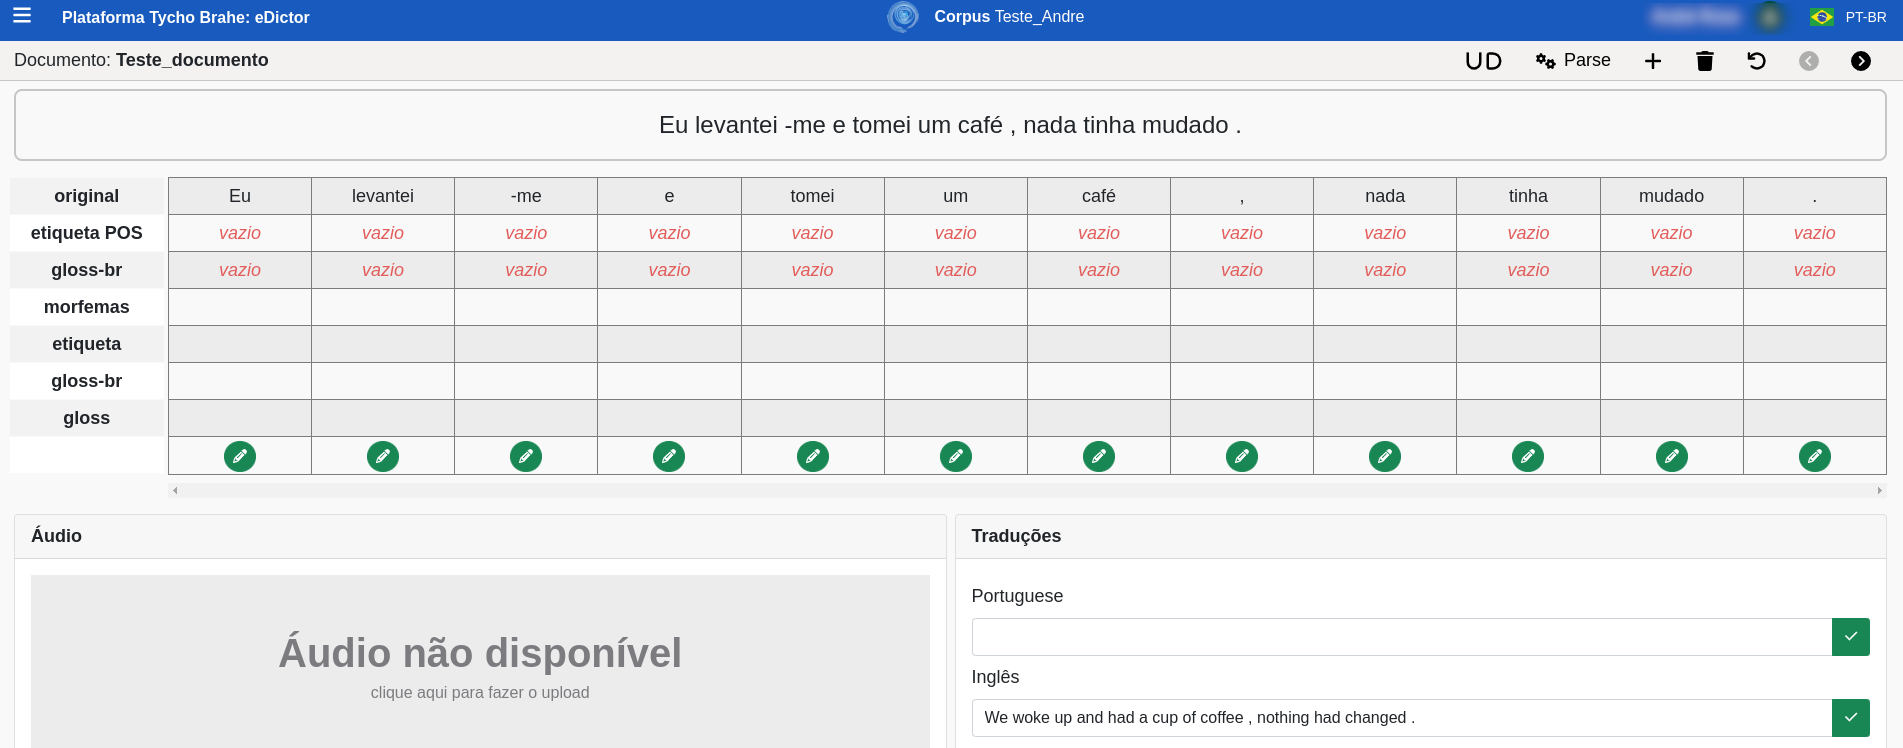 Plataforma Tycho Brahe: eDictor
Corpus Teste_Andre
PT-BR
Documento: Teste_documento
UD Parse
Eu levantei -me e tomei um café , nada tinha mudado .
original Eu levantei -me e tomei um café , nada tinha mudado .
etiqueta POS vazio vazio vazio vazio vazio vazio vazio vazio vazio vazio vazio vazio
gloss-br vazio vazio vazio vazio vazio vazio vazio vazio vazio vazio vazio vazio
morfemas
etiqueta
gloss-br
gloss
Áudio
Áudio não disponível
clique aqui para fazer o upload
Traduções
Portuguese
Inglês
We woke up and had a cup of coffee , nothing had changed .